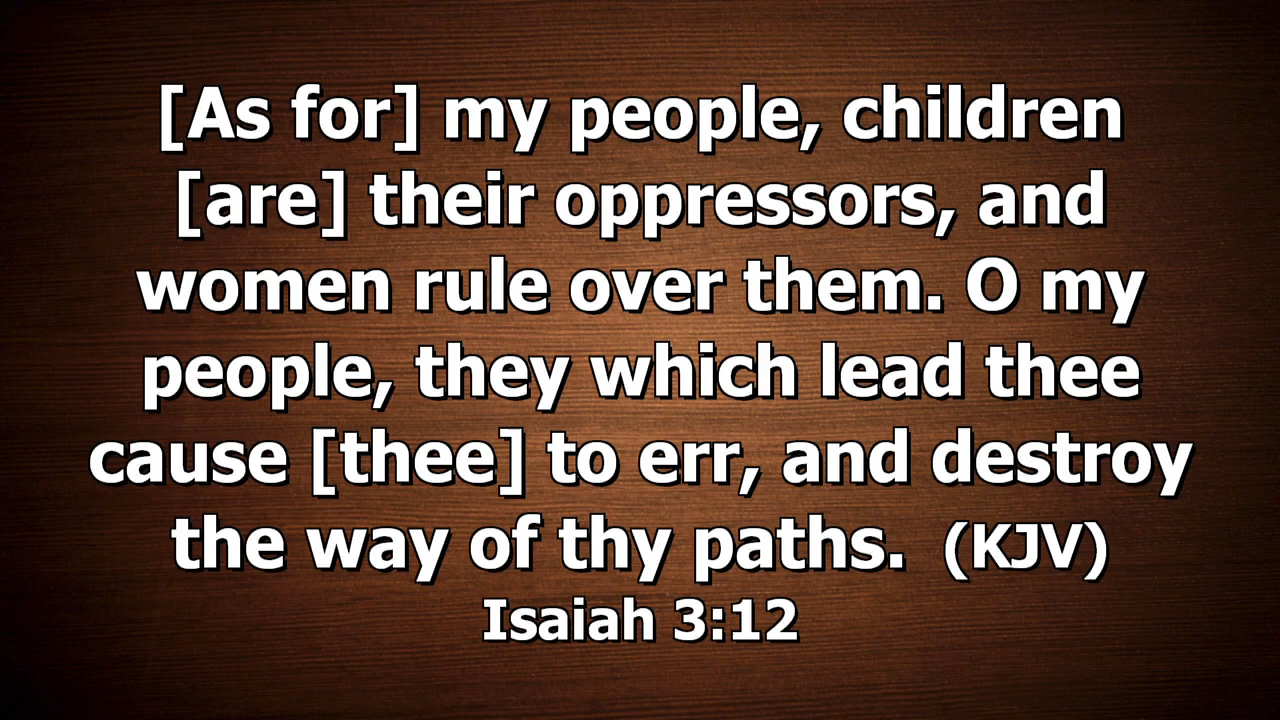 [As for] my people, children
[are] their oppressors, and
women rule over them. O my
people, they which lead thee
cause [thee] to err, and destroy
the way of thy paths.  (KJV)
Isaiah 3:12